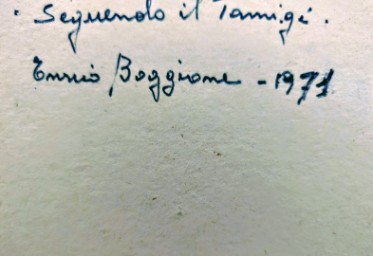 • Seguendo il Tamigi.
Ennio Boggione - 1971